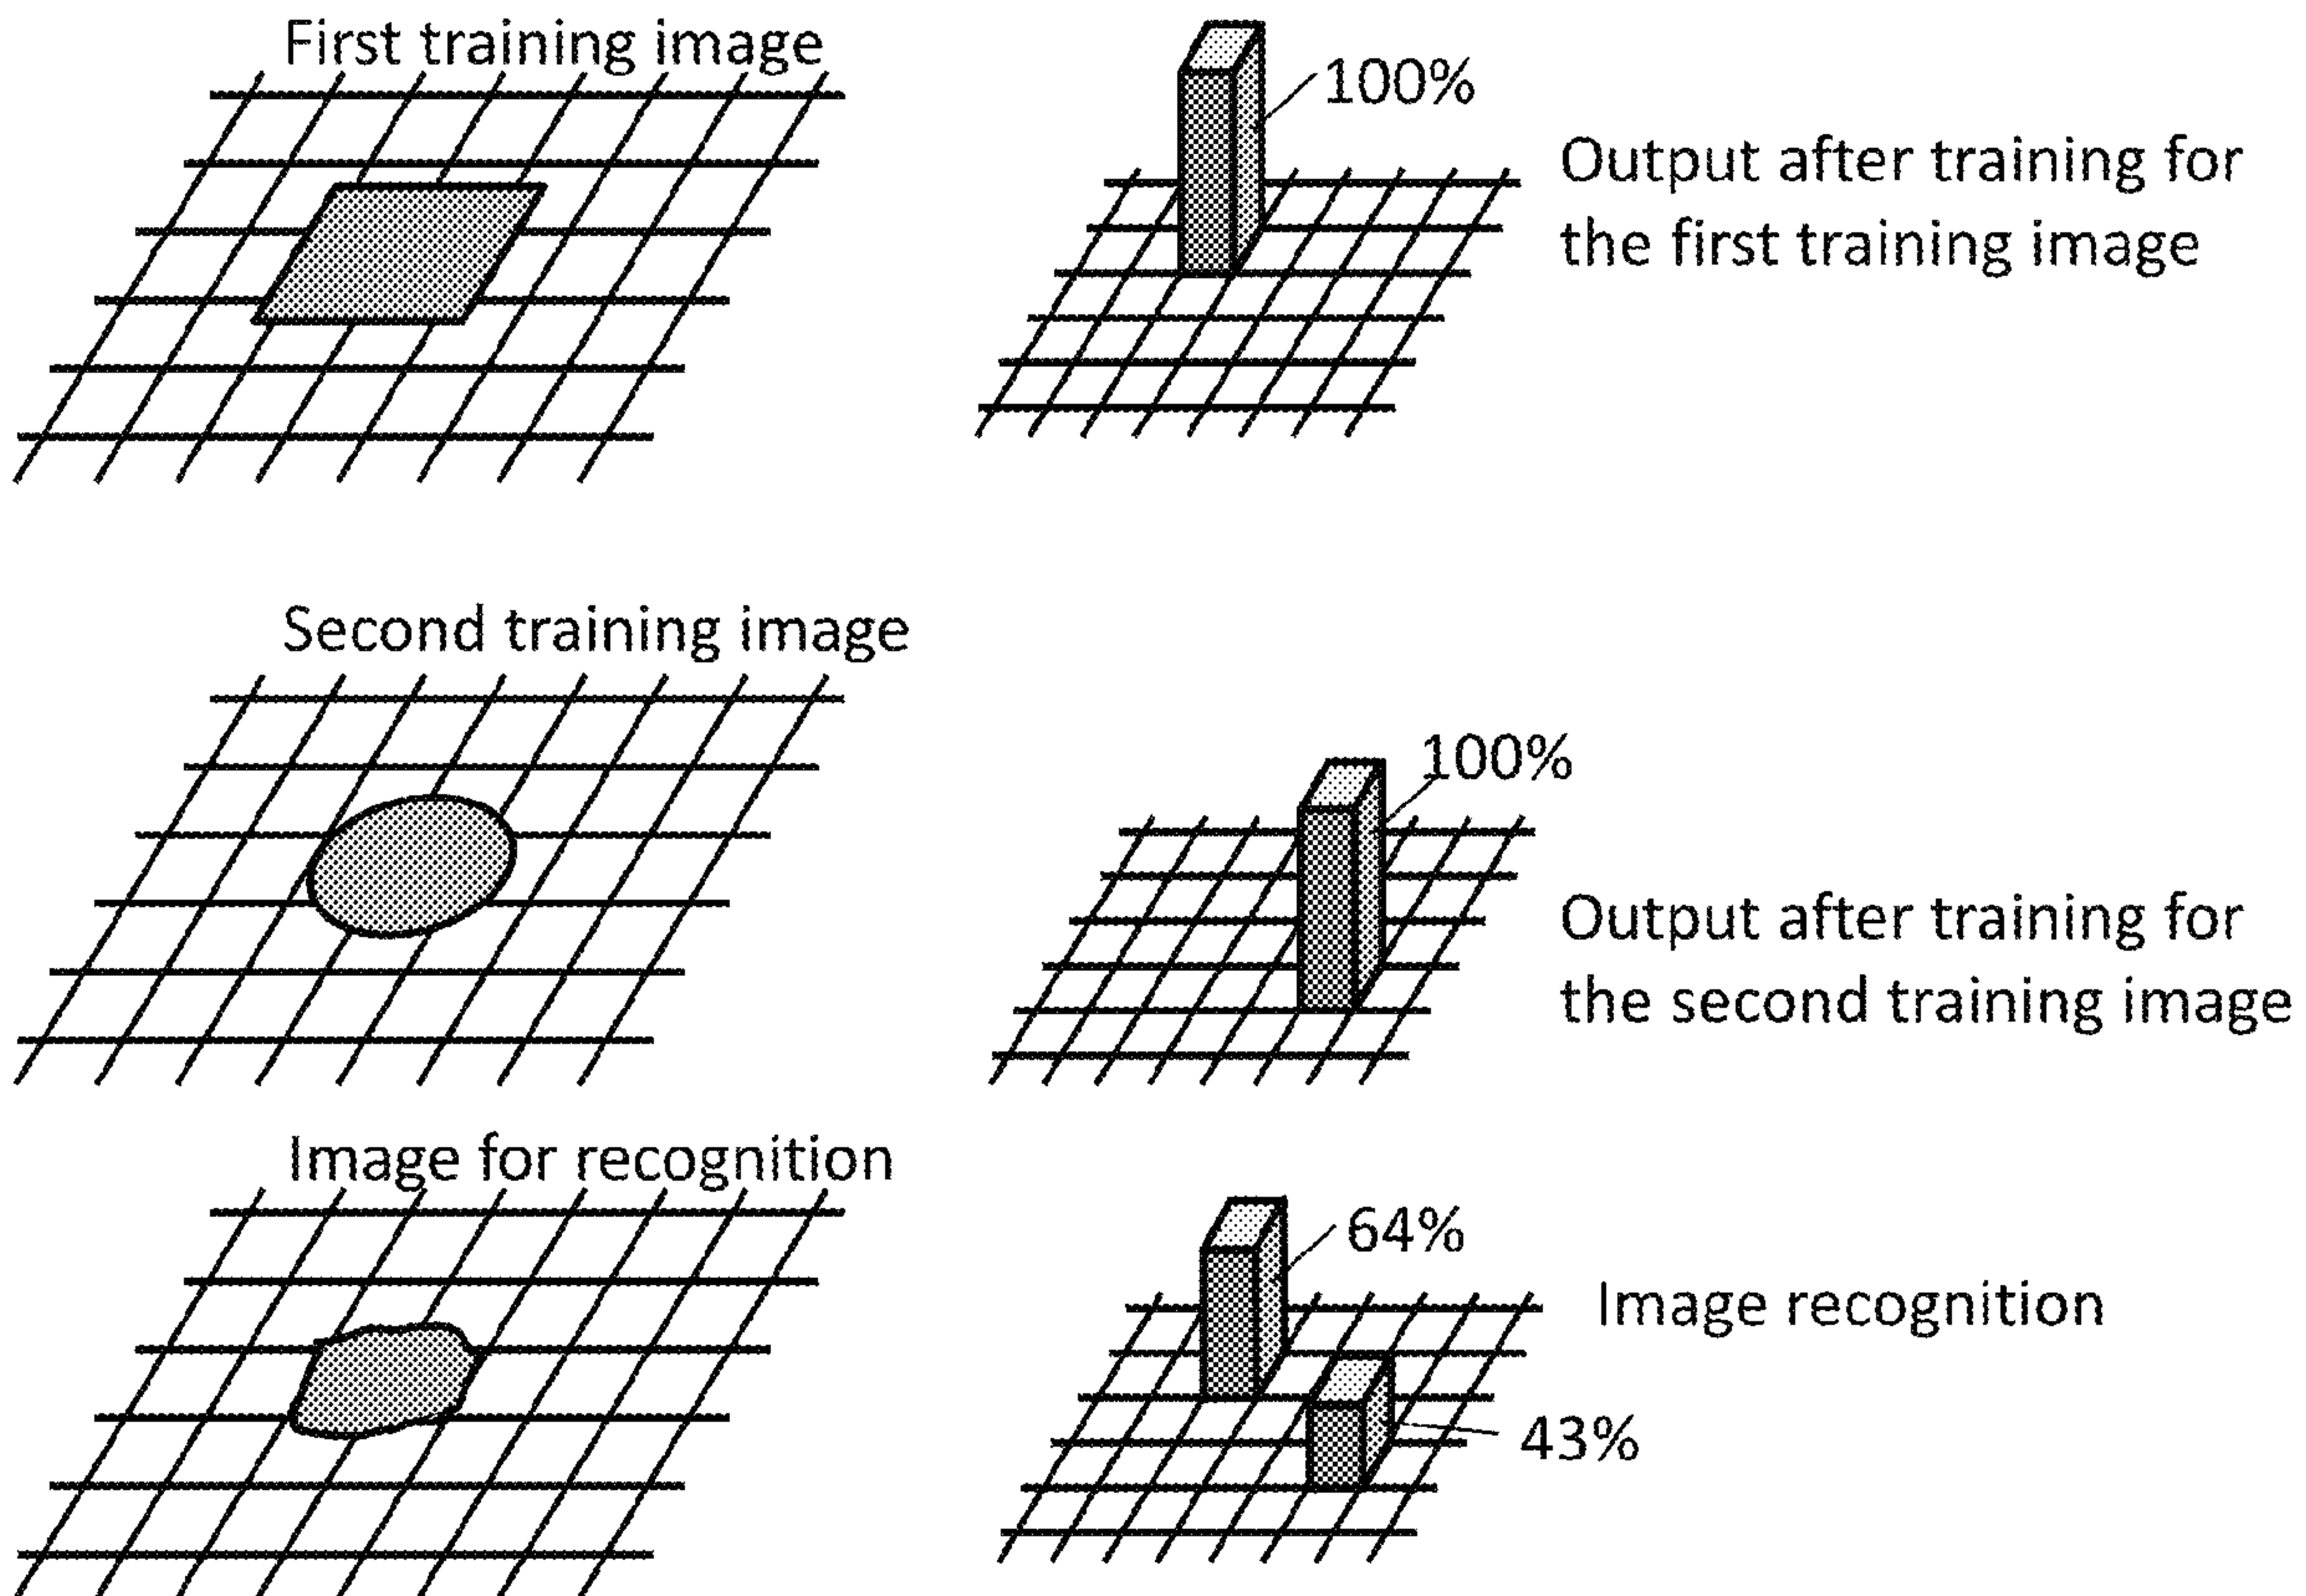 First training image
100%
Output after training for
the first training image
Second training image
100%
Output after training for
the second training image
Image for recognition
64%
Image recognition
43%